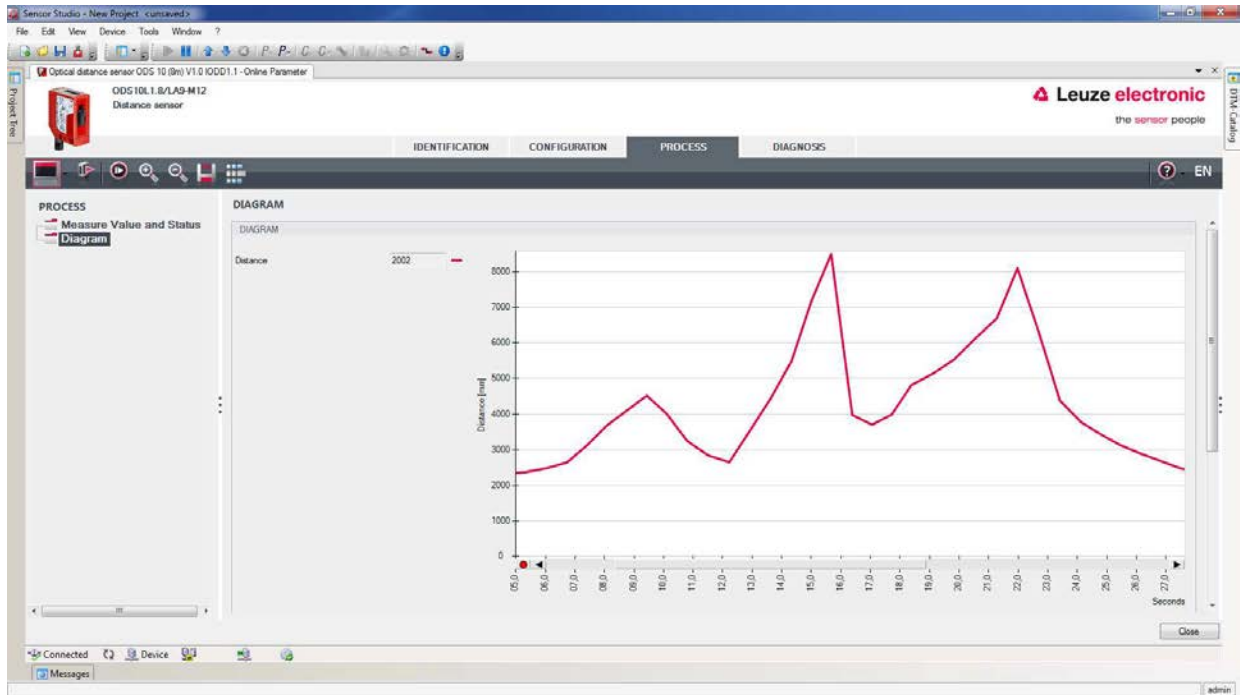 Sensor Studio - New Project <unsaved>
File Edit View Device Tools Window ?
Optical distance sensor ODS 10 (8m) V1.0 IODD1.1 - Online Parameter
Project Tree
DTM-Catalog
ODS10L1.8/LA9-M12
Distance sensor
Leuze electronic
the sensor people
IDENTIFICATION CONFIGURATION PROCESS DIAGNOSIS
EN
PROCESS
Measure Value and Status
Diagram
DIAGRAM
DIAGRAM
Distance 2002
8000
7000
6000
5000
4000
3000
2000
1000
0
Distance [mm]
05,0 06,0 07,0 08,0 09,0 10,0 11,0 12,0 13,0 14,0 15,0 16,0 17,0 18,0 19,0 20,0 21,0 22,0 23,0 24,0 25,0 26,0 27,0
Seconds
Close
Connected Device
Messages
admin